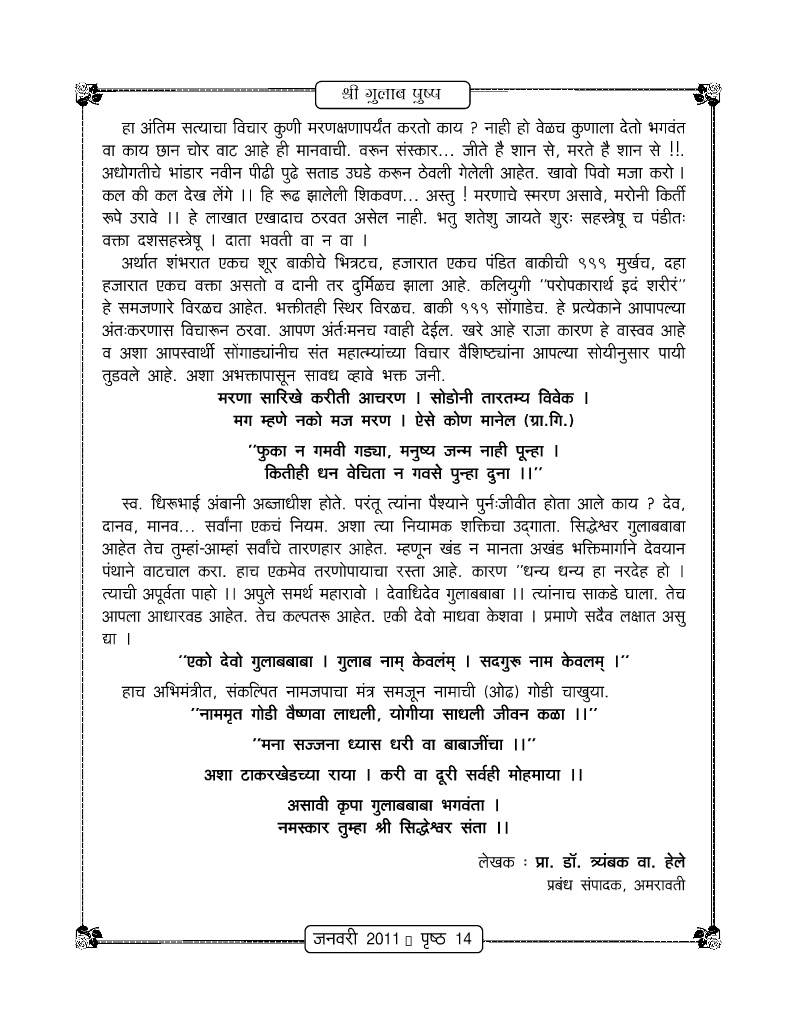 श्री गुलाब पुष्प
हा अंतिम सत्याचा विचार कुणी मरणक्षणापर्यंत करतो काय ? नाही हो वेळच कुणाला देतो भगवंत
वा काय छान चोर वाट आहे ही मानवाची. वरून संस्कार... जीते है शान से, मरते है शान से !!.
अधोगतीचे भांडार नवीन पीढी पुढे सताड उघडे करून ठेवली गेलेली आहेत. खावो पिवो मजा करो ।
कल की कल देख लेंगे ।। हि रूढ झालेली शिकवण... अस्तु ! मरणाचे स्मरण असावे, मरोनी किर्ती
रूपे उरावे ।। हे लाखात एखादाच ठरवत असेल नाही. भतु शतेशु जायते शुरः सहस्त्रेषू च पंडीतः
वक्ता दशसहस्त्रेषू । दाता भवती वा न वा ।
अर्थात शंभरात एकच शूर बाकीचे भित्रटच, हजारात एकच पंडित बाकीची ९९९ मुर्खच, दहा
हजारात एकच वक्ता असतो व दानी तर दुर्मिळच झाला आहे. कलियुगी ''परोपकारार्थ इदं शरीरं''
हे समजणारे विरळच आहेत. भक्तीतही स्थिर विरळच. बाकी ९९९ सोंगाडेच. हे प्रत्येकाने आपापल्या
अंतःकरणास विचारून ठरवा. आपण अंर्तःमनच ग्वाही देईल. खरे आहे राजा कारण हे वास्वव आहे
व अशा आपस्वार्थी सोंगाड्यांनीच संत महात्म्यांच्या विचार वैशिष्ट्यांना आपल्या सोयीनुसार पायी
तुडवले आहे. अशा अभक्तापासून सावध व्हावे भक्त जनी.
मरणा सारिखे करीती आचरण । सोडोनी तारतम्य विवेक ।
मग म्हणे नको मज मरण । ऐसे कोण मानेल (ग्रा.गि.)
''फुका न गमवी गड्या, मनुष्य जन्म नाही पून्हा ।
कितीही धन वेचिता न गवसे पुन्हा दुना ।।''
स्व. धिरूभाई अंबानी अब्जाधीश होते. परंतू त्यांना पैश्याने पुर्नःजीवीत होता आले काय ? देव,
दानव, मानव... सर्वांना एकचं नियम. अशा त्या नियामक शक्तिचा उद्गाता. सिद्धेश्वर गुलाबबाबा
आहेत तेच तुम्हां-आम्हां सर्वांचे तारणहार आहेत. म्हणून खंड न मानता अखंड भक्तिमार्गाने देवयान
पंथाने वाटचाल करा. हाच एकमेव तरणोपायाचा रस्ता आहे. कारण ''धन्य धन्य हा नरदेह हो ।
त्याची अपूर्वता पाहो ।। अपुले समर्थ महारावो । देवाधिदेव गुलाबबाबा ।। त्यांनाच साकडे घाला. तेच
आपला आधारवड आहेत. तेच कल्पतरू आहेत. एकी देवो माधवा केशवा । प्रमाणे सदैव लक्षात असु
द्या ।
''एको देवो गुलाबबाबा । गुलाब नाम् केवलंम् । सदगुरू नाम केवलम् ।''
हाच अभिमंत्रीत, संकल्पित नामजपाचा मंत्र समजून नामाची (ओढ) गोडी चाखुया.
''नाममृत गोडी वैष्णवा लाधली, योगीया साधली जीवन कळा ।।''
''मना सज्जना ध्यास धरी वा बाबाजींचा ।।''
अशा टाकरखेडच्या राया । करी वा दूरी सर्वही मोहमाया ।।
असावी कृपा गुलाबबाबा भगवंता ।
नमस्कार तुम्हा श्री सिद्धेश्वर संता ।।
लेखक : प्रा. डॉ. त्र्यंबक वा. हेले
प्रबंध संपादक, अमरावती
जनवरी 2011 ▯ पृष्ठ 14